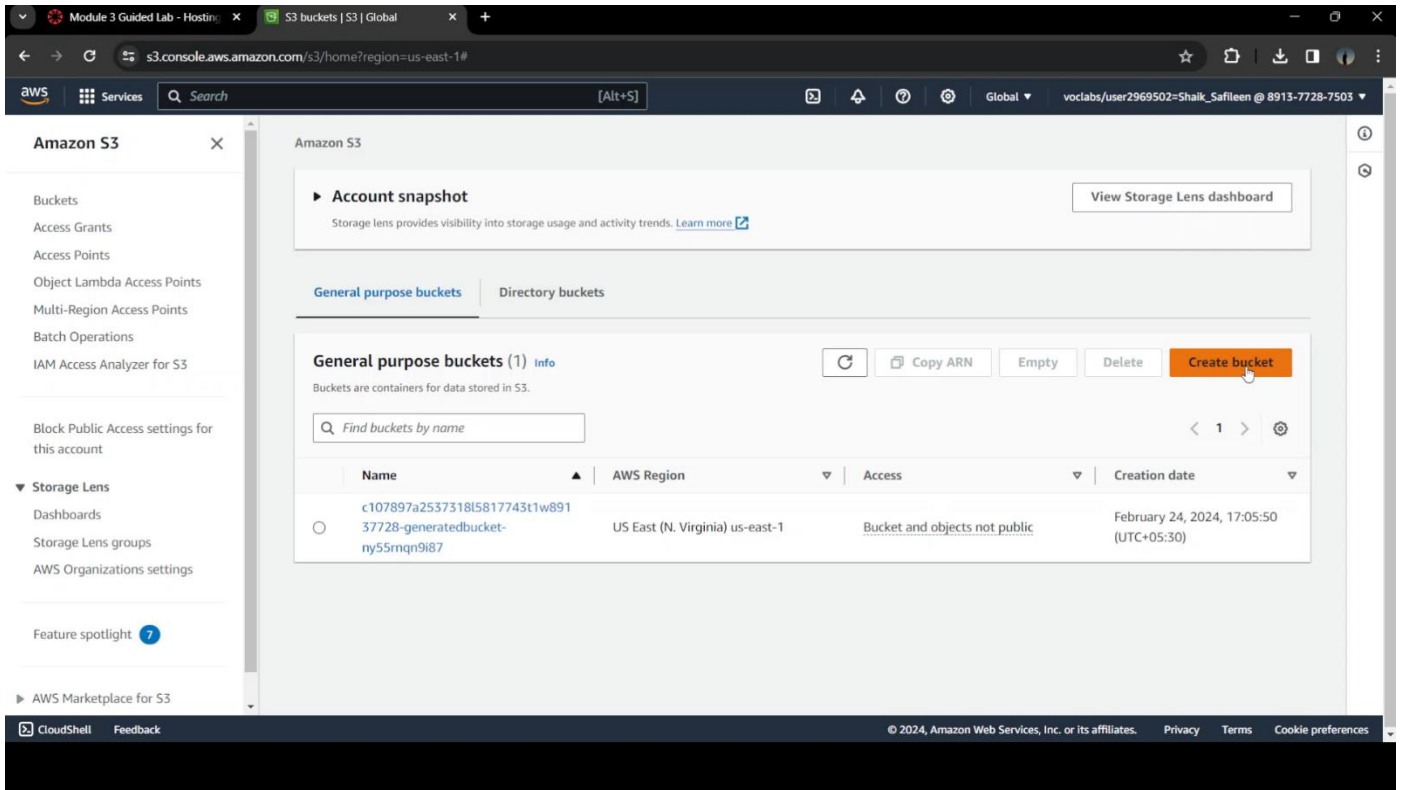 Module 3 Guided Lab - Hosting
S3 buckets | S3 | Global
s3.console.aws.amazon.com/s3/home?region=us-east-1#
aws
Services
Search
[Alt+S]
Global
voclabs/user2969502=Shaik_Safileen @ 8913-7728-7503
Amazon S3
Buckets
Access Grants
Access Points
Object Lambda Access Points
Multi-Region Access Points
Batch Operations
IAM Access Analyzer for S3
Block Public Access settings for
this account
Storage Lens
Dashboards
Storage Lens groups
AWS Organizations settings
Feature spotlight 7
AWS Marketplace for S3
Amazon S3
Account snapshot
Storage lens provides visibility into storage usage and activity trends. Learn more
View Storage Lens dashboard
General purpose buckets
Directory buckets
General purpose buckets (1) Info
Buckets are containers for data stored in S3.
Copy ARN
Empty
Delete
Create bucket
Find buckets by name
1
Name
AWS Region
Access
Creation date
c107897a2537318l5817743t1w891
37728-generatedbucket-
ny55rnqn9i87
US East (N. Virginia) us-east-1
Bucket and objects not public
February 24, 2024, 17:05:50
(UTC+05:30)
CloudShell
Feedback
© 2024, Amazon Web Services, Inc. or its affiliates.
Privacy
Terms
Cookie preferences